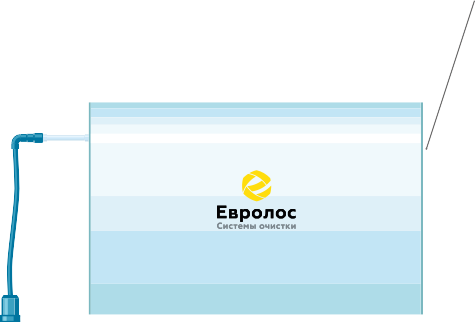 Евролос
Системы очистки